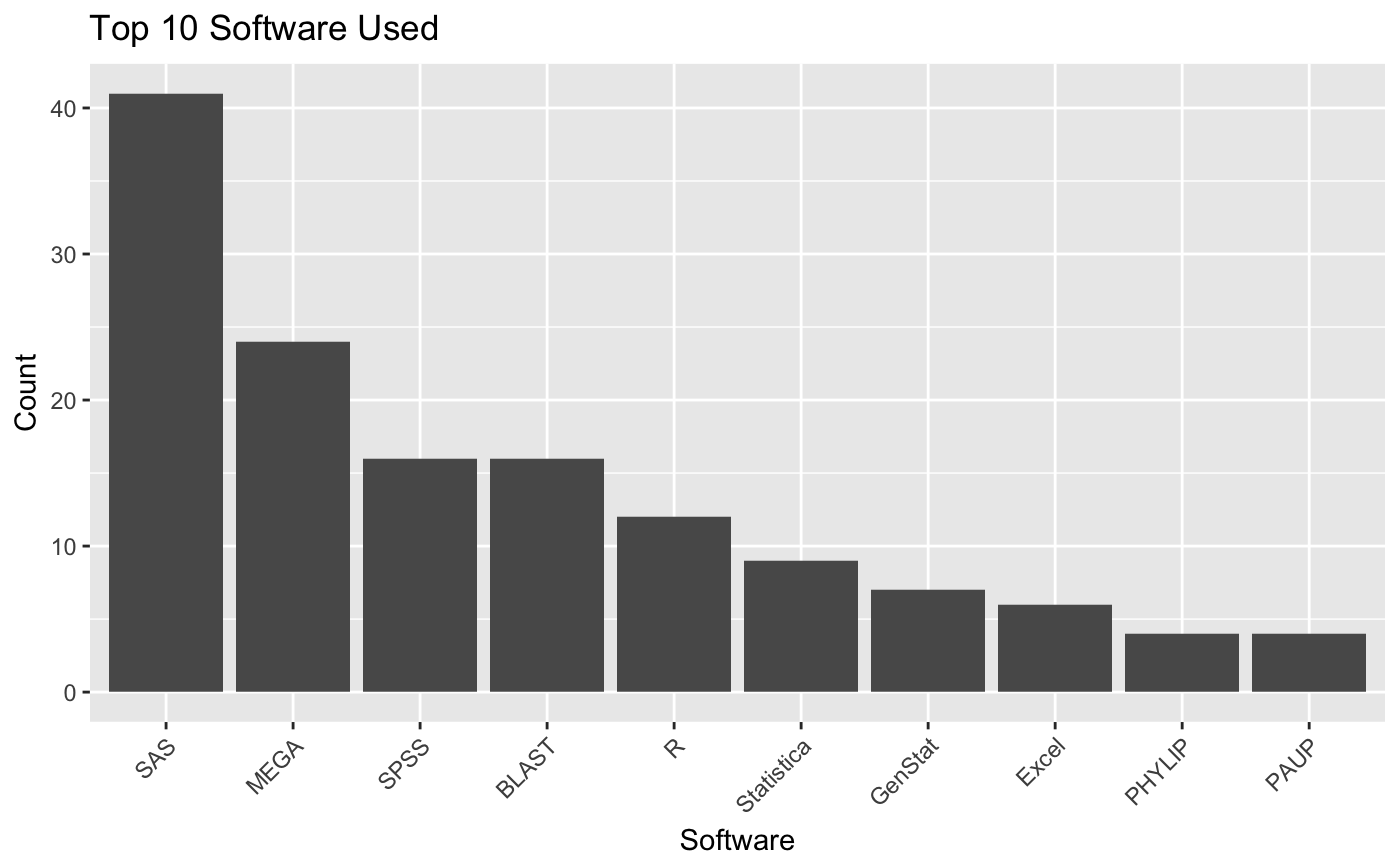 Top 10 Software Used
Count
40
30
20
10
0
SAS
MEGA
SPSS
BLAST
R
Statistica
GenStat
Excel
PHYLIP
PAUP
Software